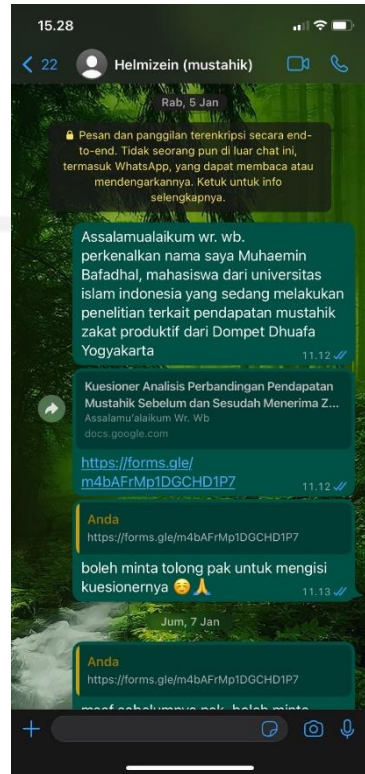 15.28
22 Helmizein (mustahik)
Rab, 5 Jan
Pesan dan panggilan terenkripsi secara end-
to-end. Tidak seorang pun di luar chat ini,
termasuk WhatsApp, yang dapat membaca atau
mendengarkannya. Ketuk untuk info
selengkapnya.
Assalamualaikum wr. wb.
perkenalkan nama saya Muhaemin
Bafadhal, mahasiswa dari universitas
islam indonesia yang sedang melakukan
penelitian terkait pendapatan mustahik
zakat produktif dari Dompet Dhuafa
Yogyakarta
11.12
Kuesioner Analisis Perbandingan Pendapatan
Mustahik Sebelum dan Sesudah Menerima Z...
Assalamu'alaikum Wr. Wb
docs.google.com
https://forms.gle/
m4bAFrMp1DGCHD1P7
11.12
Anda
https://forms.gle/m4bAFrMp1DGCHD1P7
boleh minta tolong pak untuk mengisi
kuesionernya ☺️🙏
11.13
Jum, 7 Jan
Anda
https://forms.gle/m4bAFrMp1DGCHD1P7
maaf sebelumnya pak, boleh minta